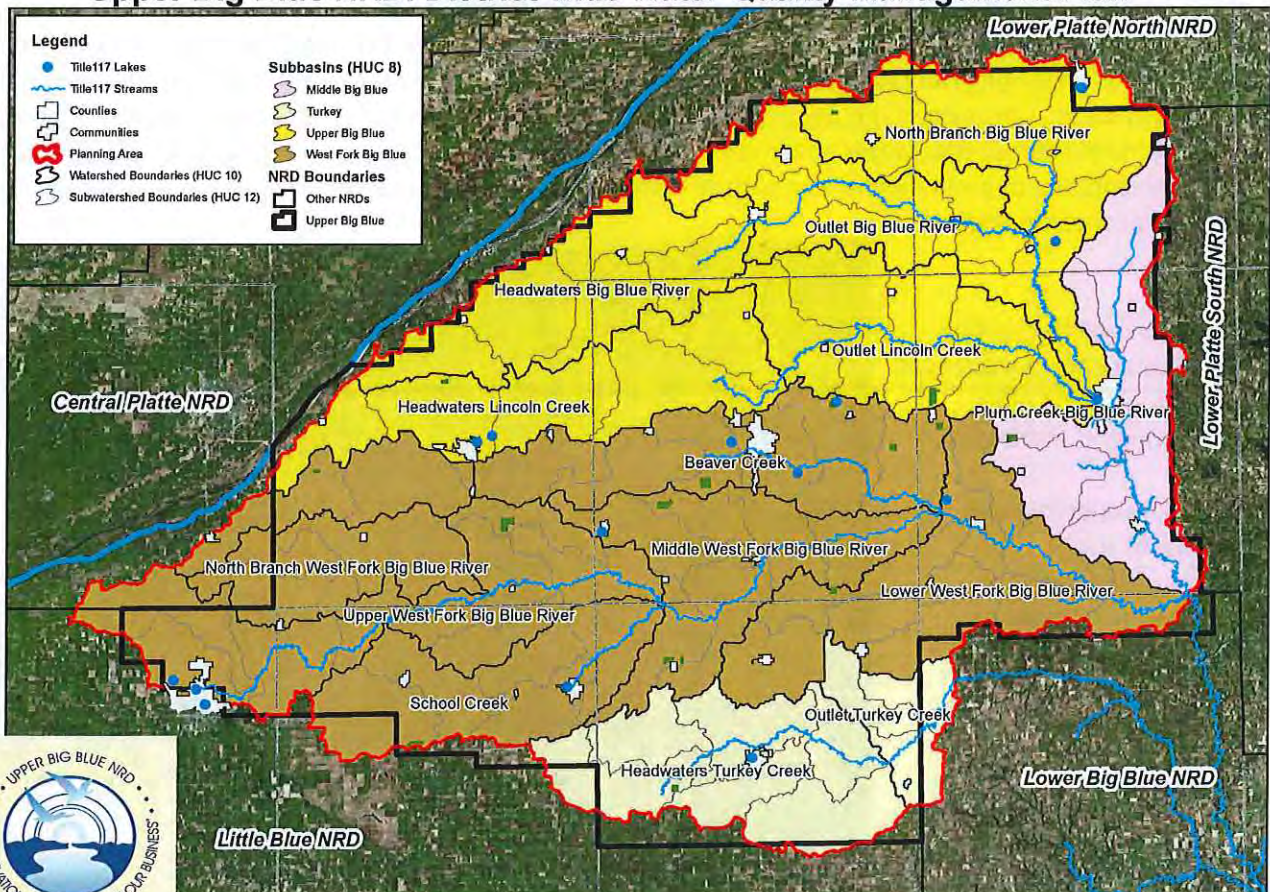 Legend
Title117 Lakes
Title117 Streams
Counties
Communities
Planning Area
Watershed Boundaries (HUC 10)
Subwatershed Boundaries (HUC 12)
Subbasins (HUC 8)
Middle Big Blue
Turkey
Upper Big Blue
West Fork Big Blue
NRD Boundaries
Other NRDs
Upper Big Blue
Lower Platte North NRD
North Branch Big Blue River
Outlet Big Blue River
Headwaters Big Blue River
Lower Platte South NRD
Outlet Lincoln Creek
Central Platte NRD
Headwaters Lincoln Creek
Plum Creek-Big Blue River
Beaver Creek
Middle West Fork Big Blue River
North Branch West Fork Big Blue River
Lower West Fork Big Blue River
Upper West Fork Big Blue River
School Creek
Outlet Turkey Creek
Headwaters Turkey Creek
Lower Big Blue NRD
Little Blue NRD
UPPER BIG BLUE NRD
OUR BUSINESS